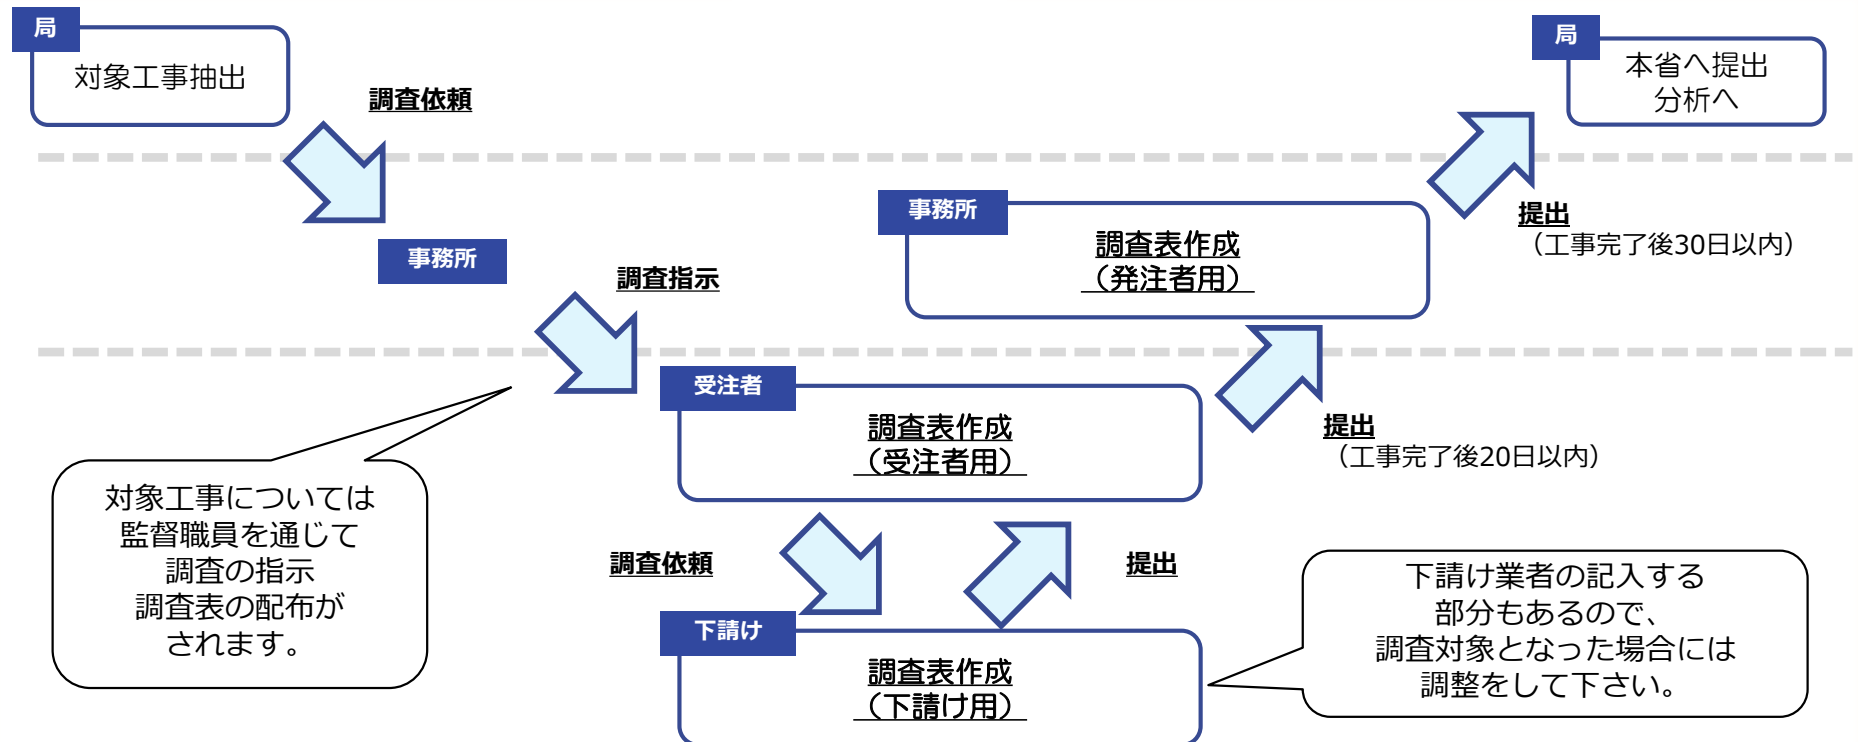 局
対象工事抽出
調査依頼
局
本省へ提出
分析へ
事務所
調査指示
事務所
調査表作成
（発注者用）
提出
（工事完了後30日以内）
受注者
調査表作成
（受注者用）
提出
（工事完了後20日以内）
対象工事については
監督職員を通じて
調査の指示
調査表の配布が
されます。
調査依頼
提出
下請け
調査表作成
（下請け用）
下請け業者の記入する
部分もあるので、
調査対象となった場合には
調整をして下さい。